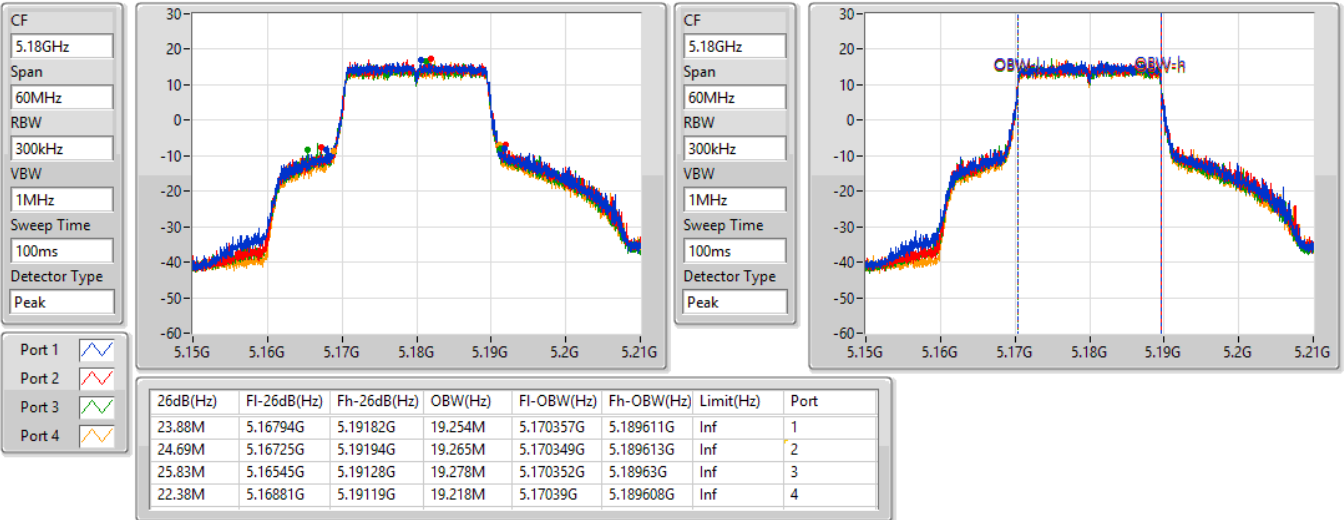 CF
5.18GHz
Span
60MHz
RBW
300kHz
VBW
1MHz
Sweep Time
100ms
Detector Type
Peak
30
20
10
0
-10
-20
-30
-40
-50
-60
5.15G 5.16G 5.17G 5.18G 5.19G 5.2G 5.21G
CF
5.18GHz
Span
60MHz
RBW
300kHz
VBW
1MHz
Sweep Time
100ms
Detector Type
Peak
30
20
10
0
-10
-20
-30
-40
-50
-60
OBW-l OBW-h
5.15G 5.16G 5.17G 5.18G 5.19G 5.2G 5.21G
Port 1
Port 2
Port 3
Port 4
26dB(Hz) Fl-26dB(Hz) Fh-26dB(Hz) OBW(Hz) Fl-OBW(Hz) Fh-OBW(Hz) Limit(Hz) Port
23.88M 5.16794G 5.19182G 19.254M 5.170357G 5.189611G Inf 1
24.69M 5.16725G 5.19194G 19.265M 5.170349G 5.189613G Inf 2
25.83M 5.16545G 5.19128G 19.278M 5.170352G 5.18963G Inf 3
22.38M 5.16881G 5.19119G 19.218M 5.17039G 5.189608G Inf 4